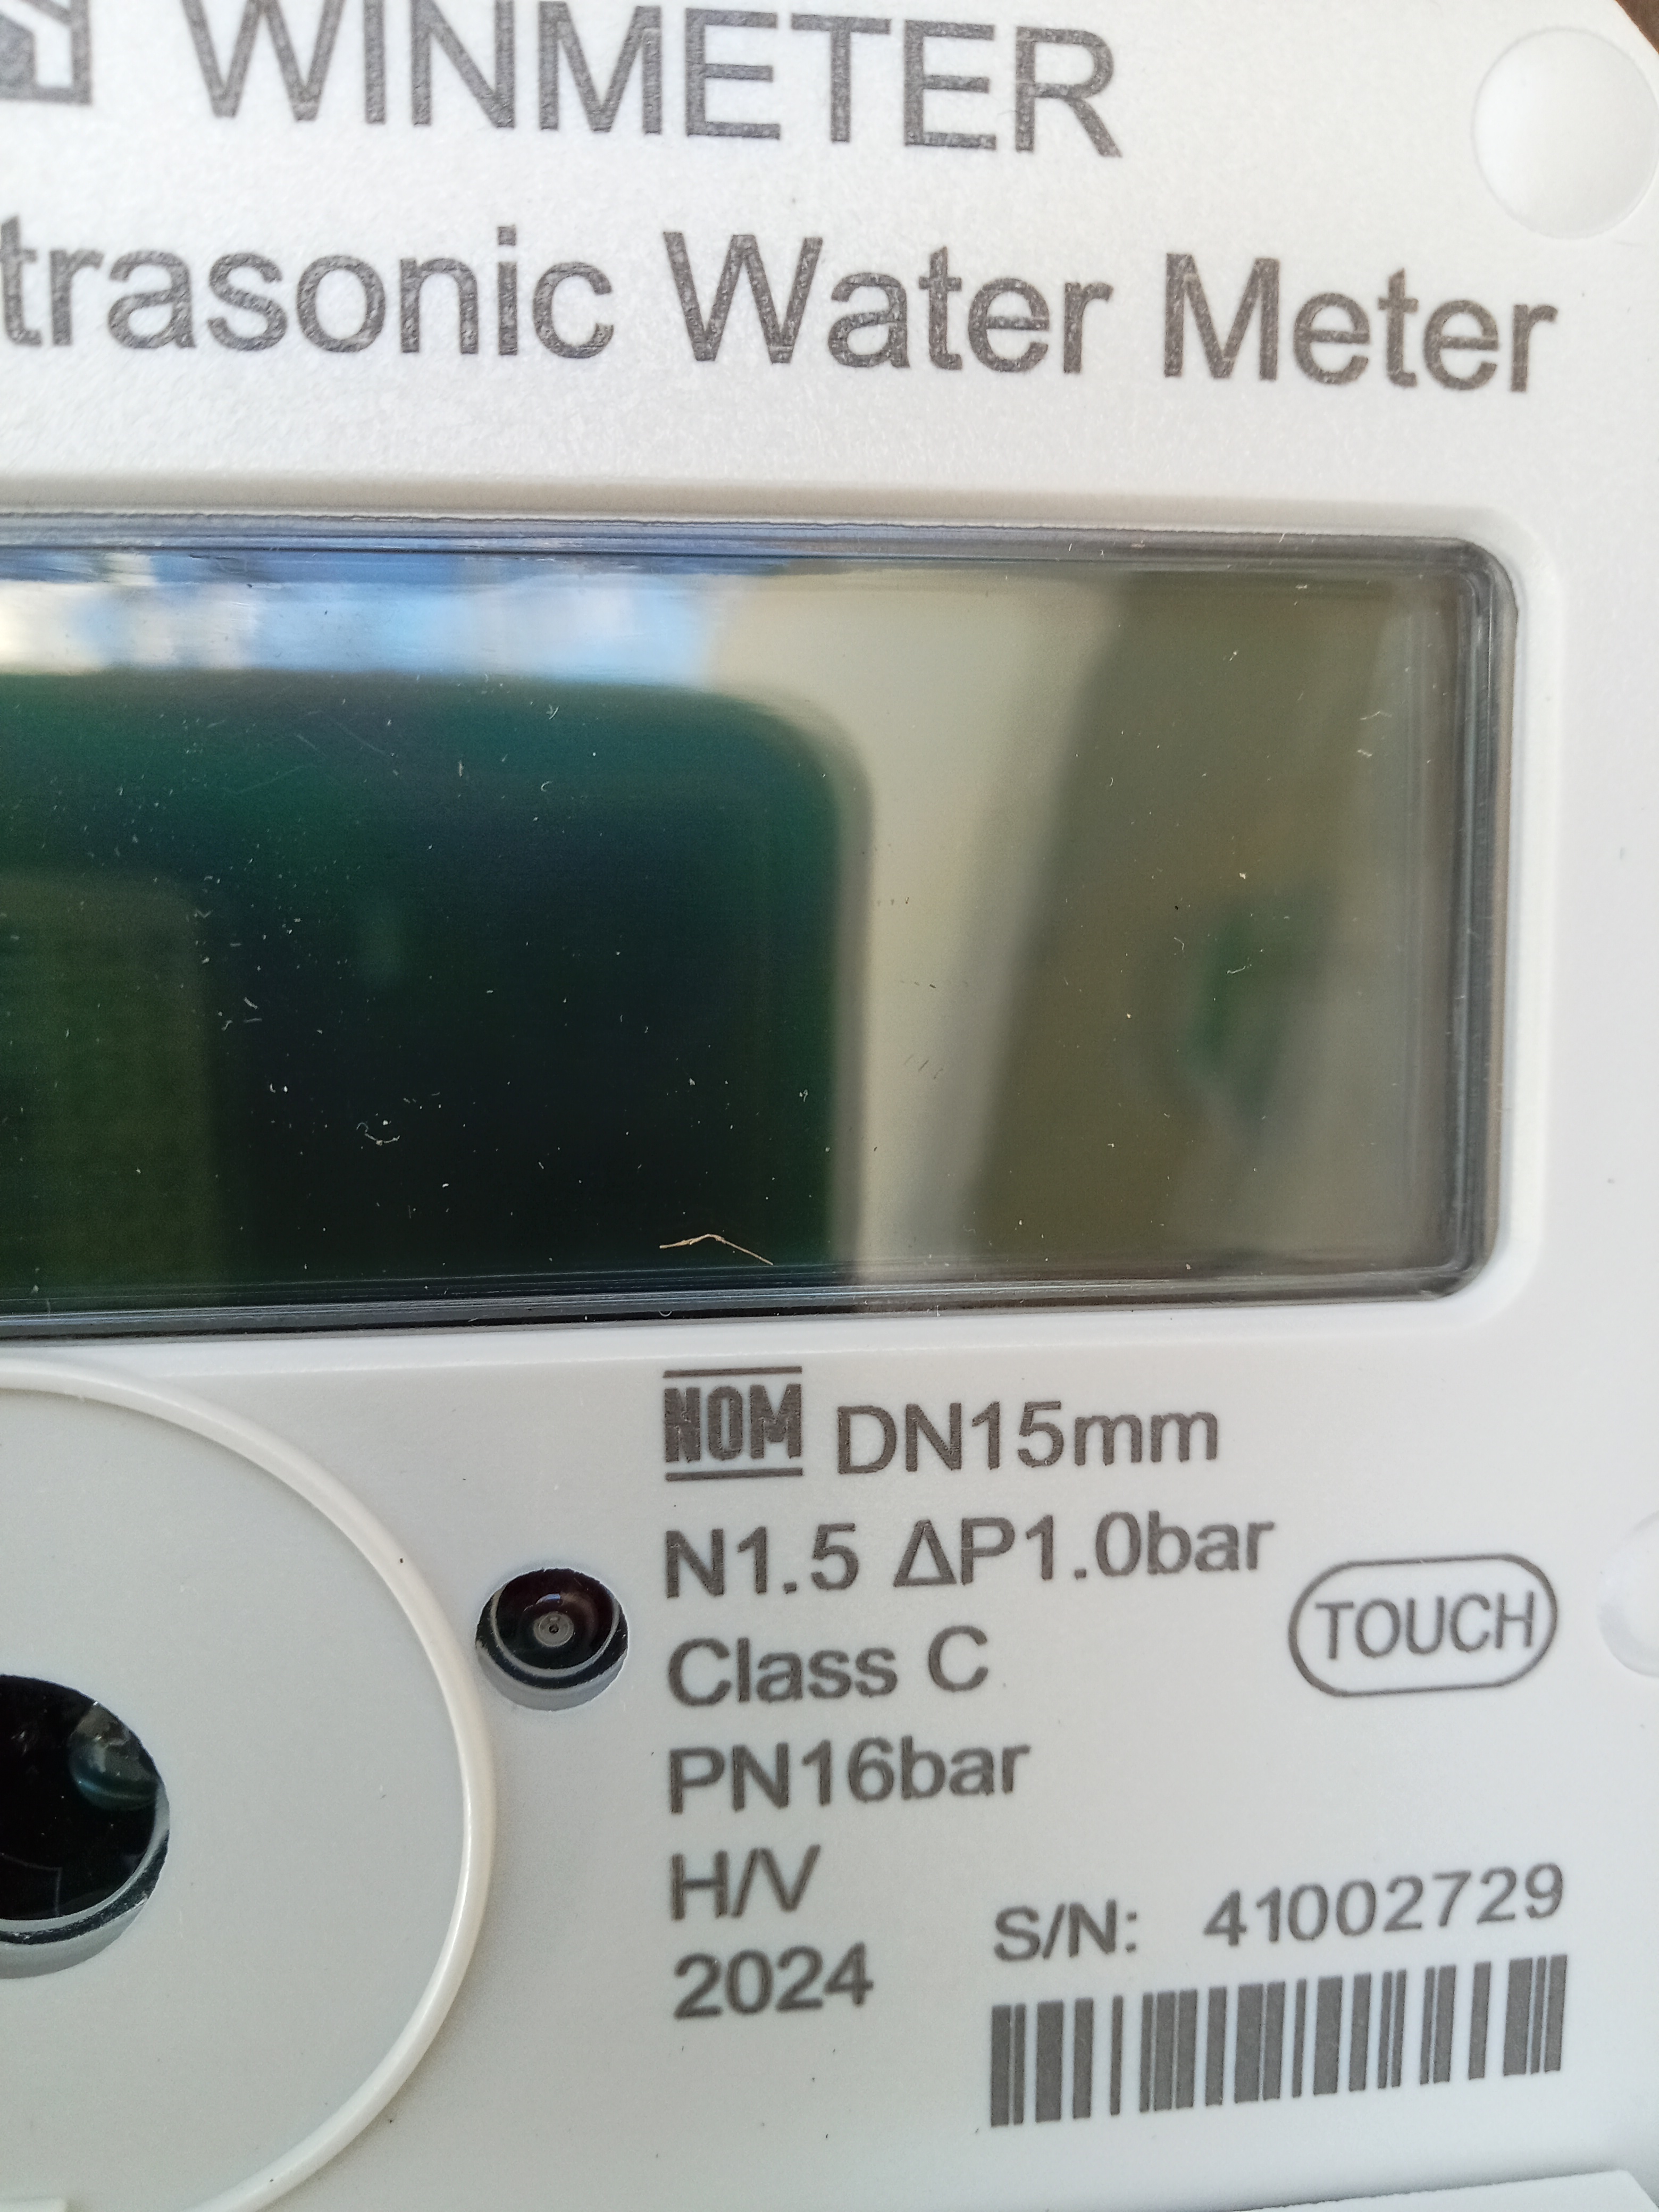 WINMETER
trasonic Water Meter
NOM DN15mm
N1.5 ΔP1.0bar
Class C
TOUCH
PN16bar
H/V
S/N: 41002729
2024